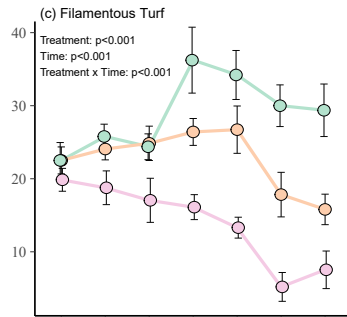 (c) Filamentous Turf
Treatment: p<0.001
Time: p<0.001
Treatment x Time: p<0.001
40
30
20
10